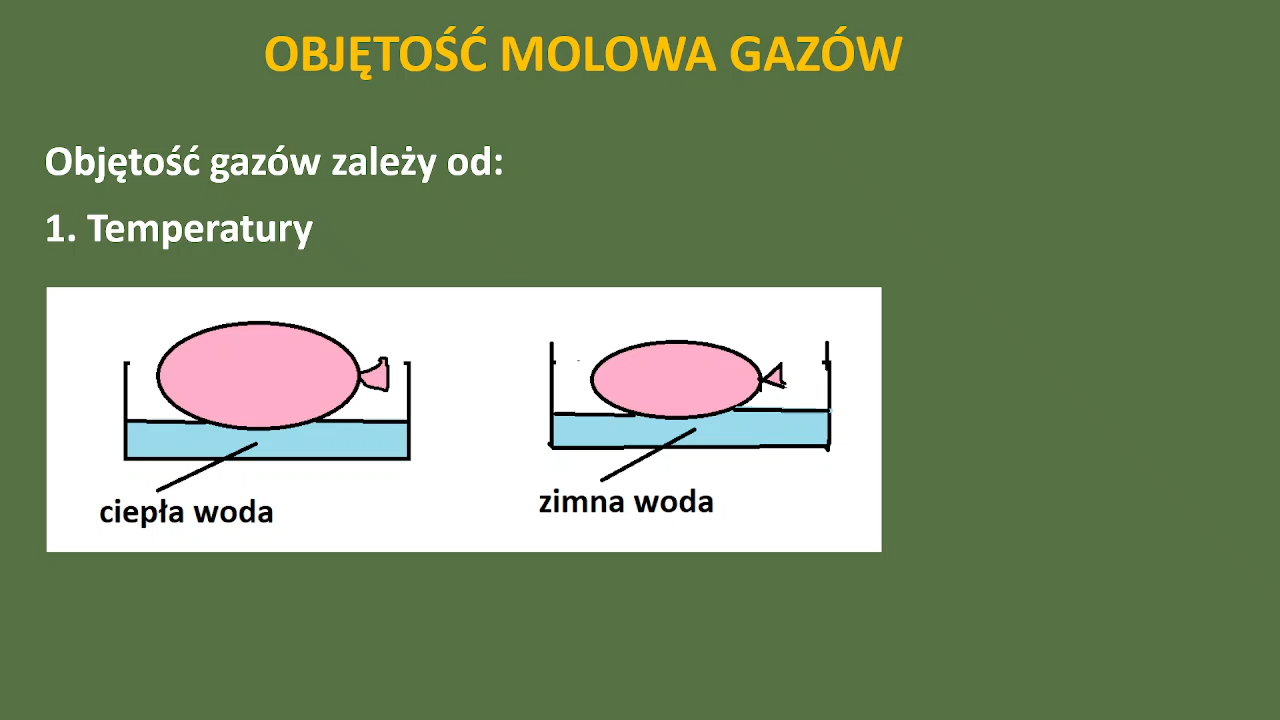 OBJĘTOŚĆ MOLOWA GAZÓW
Objętość gazów zależy od:
1. Temperatury
ciepła woda
zimna woda